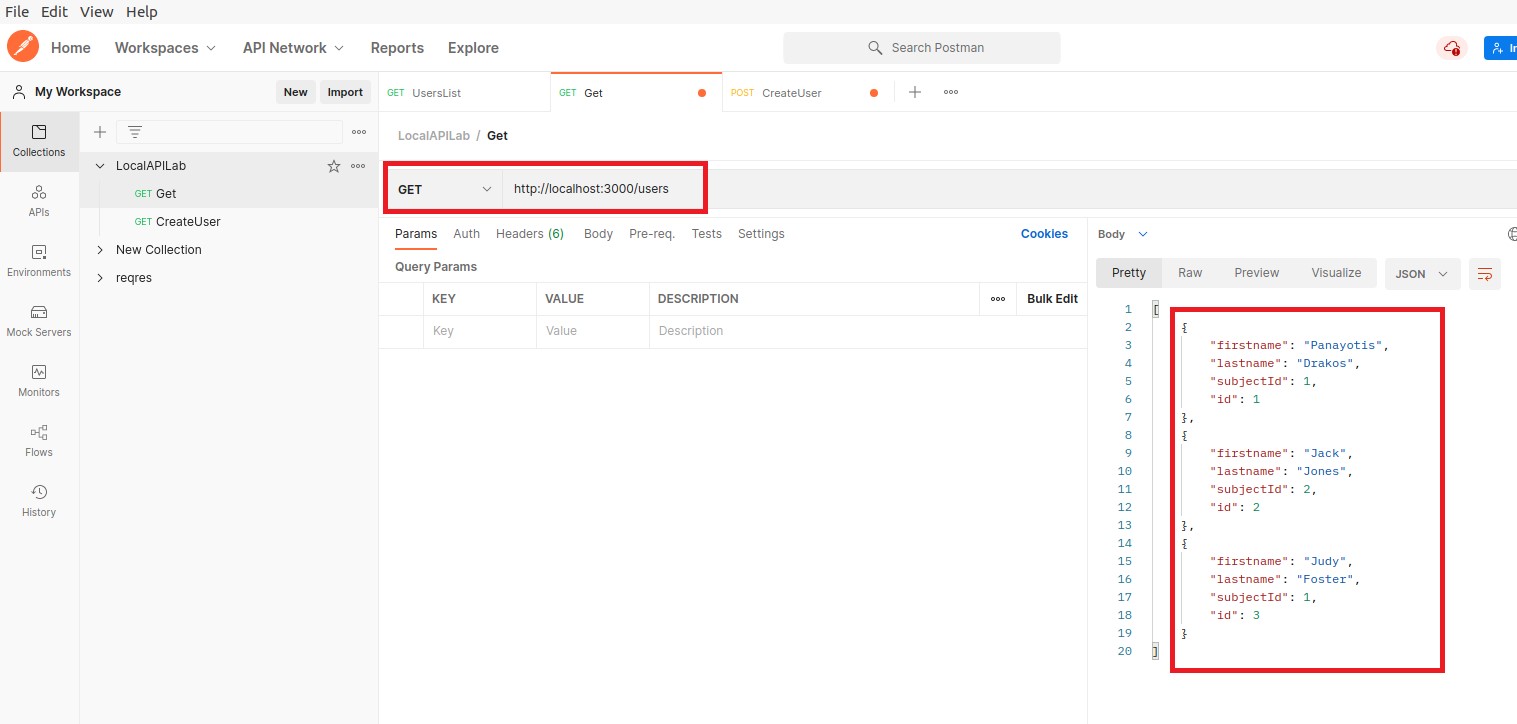 File Edit View Help
Home Workspaces API Network Reports Explore Search Postman In
My Workspace New Import GET UsersList GET Get POST CreateUser
Collections
APIs
Environments
Mock Servers
Monitors
Flows
History
LocalAPILab
GET Get
GET CreateUser
New Collection
reqres
LocalAPILab / Get
GET http://localhost:3000/users
Params Auth Headers (6) Body Pre-req. Tests Settings Cookies
Query Params
KEY VALUE DESCRIPTION Bulk Edit
Key Value Description
Body
Pretty Raw Preview Visualize JSON
1 [
2 {
3 "firstname": "Panayotis",
4 "lastname": "Drakos",
5 "subjectId": 1,
6 "id": 1
7 },
8 {
9 "firstname": "Jack",
10 "lastname": "Jones",
11 "subjectId": 2,
12 "id": 2
13 },
14 {
15 "firstname": "Judy",
16 "lastname": "Foster",
17 "subjectId": 1,
18 "id": 3
19 }
20 ]